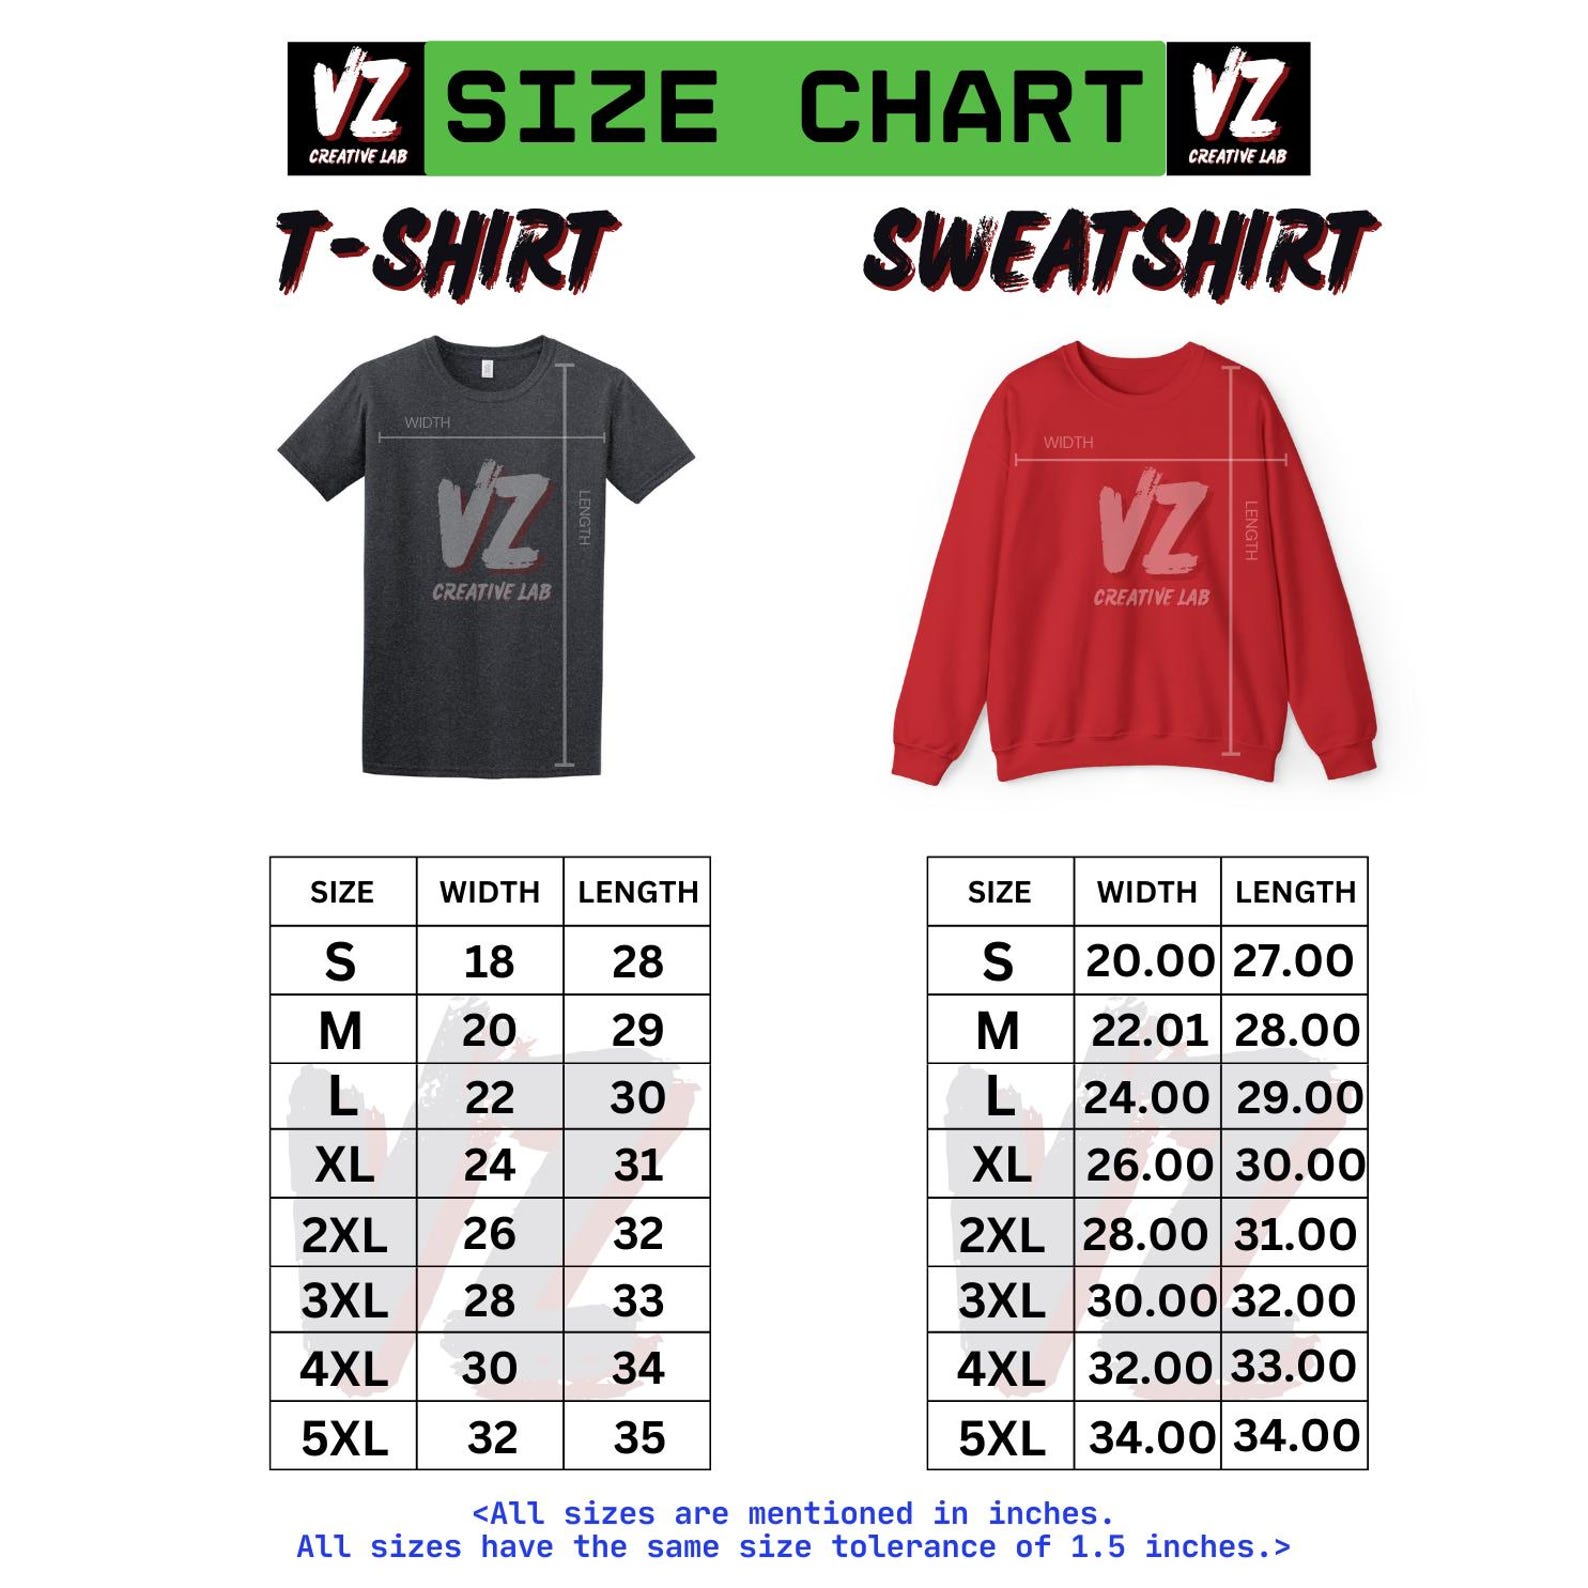 VZ
CREATIVE LAB
SIZE CHART
VZ
CREATIVE LAB
T-SHIRT
SWEATSHIRT
WIDTH
LENGTH
VZ
CREATIVE LAB
WIDTH
LENGTH
VZ
CREATIVE LAB
SIZE WIDTH LENGTH
S 18 28
M 20 29
L 22 30
XL 24 31
2XL 26 32
3XL 28 33
4XL 30 34
5XL 32 35
VZ
SIZE WIDTH LENGTH
S 20.00 27.00
M 22.01 28.00
L 24.00 29.00
XL 26.00 30.00
2XL 28.00 31.00
3XL 30.00 32.00
4XL 32.00 33.00
5XL 34.00 34.00
VZ
<All sizes are mentioned in inches.
All sizes have the same size tolerance of 1.5 inches.>